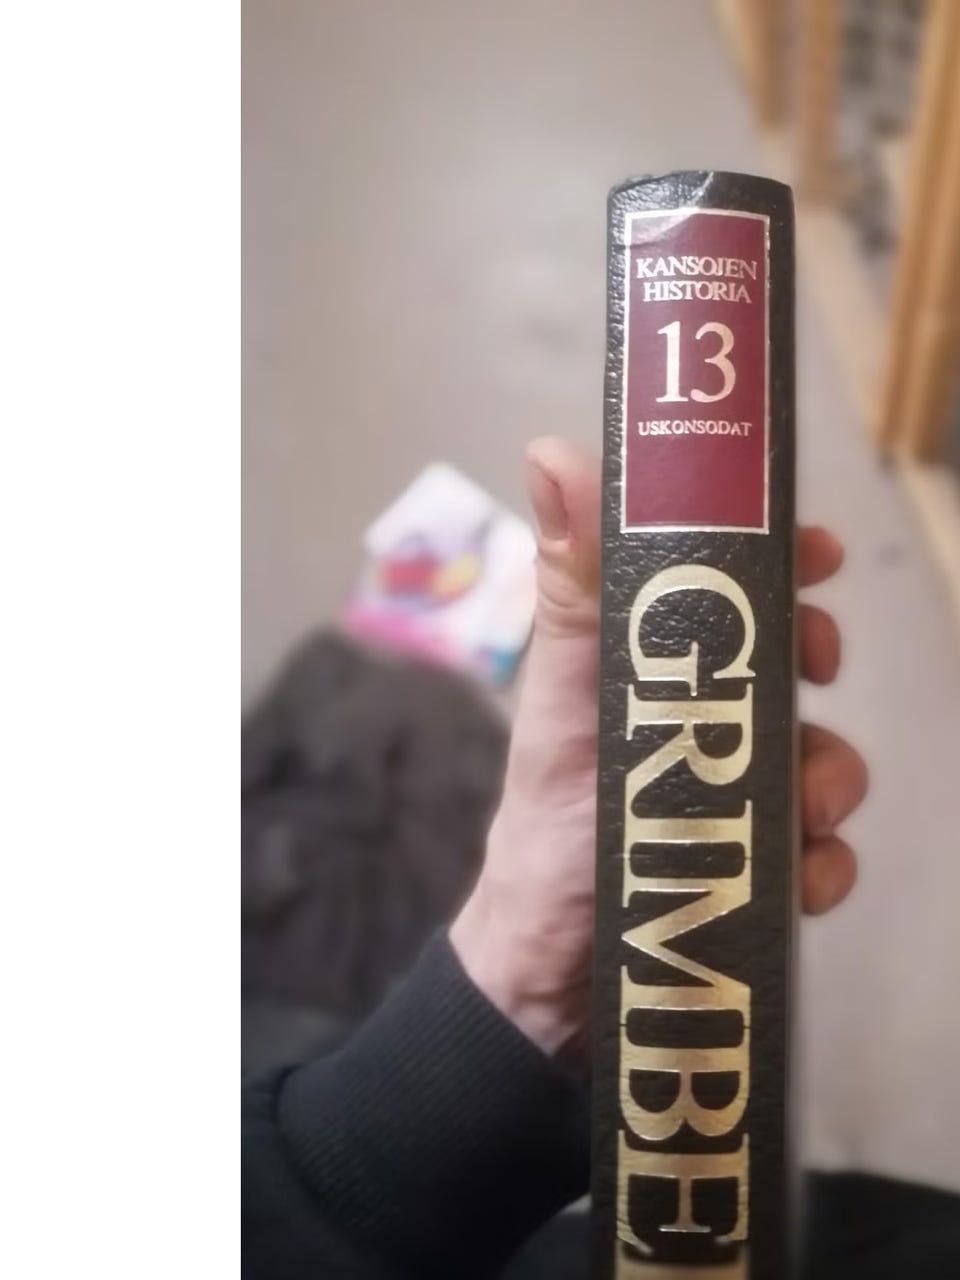 KANSOJEN
HISTORIA
13
USKONSODAT
GRIMBE